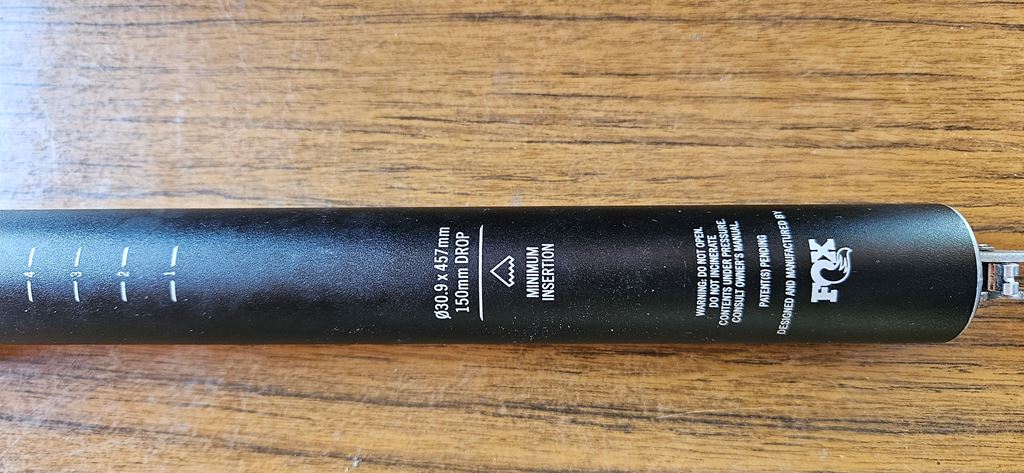 4
3
2
1
Ø30.9 x 457mm
150mm DROP
MINIMUM
INSERTION
WARNING: DO NOT OPEN.
DO NOT INCINERATE
CONTENTS UNDER PRESSURE.
CONSULT OWNER'S MANUAL.
PATENT(S) PENDING
DESIGNED AND MANUFACTURED BY
FOX